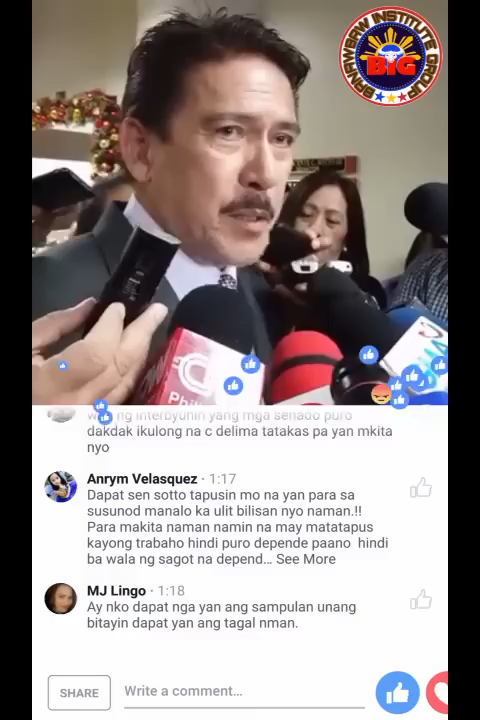 BARNAWBAW INSTITUTE GROUP
BIG
Phili
ng interbyuhin yang mga senado puro
dakdak ikulong na c delima tatakas pa yan mkita
nyo
Anrym Velasquez · 1:17
Dapat sen sotto tapusin mo na yan para sa
susunod manalo ka ulit bilisan nyo naman.!!
Para makita naman namin na may matatapus
kayong trabaho hindi puro depende paano hindi
ba wala ng sagot na depend... See More
MJ Lingo · 1:18
Ay nko dapat nga yan ang sampulan unang
bitayin dapat yan ang tagal nman.
SHARE
Write a comment...